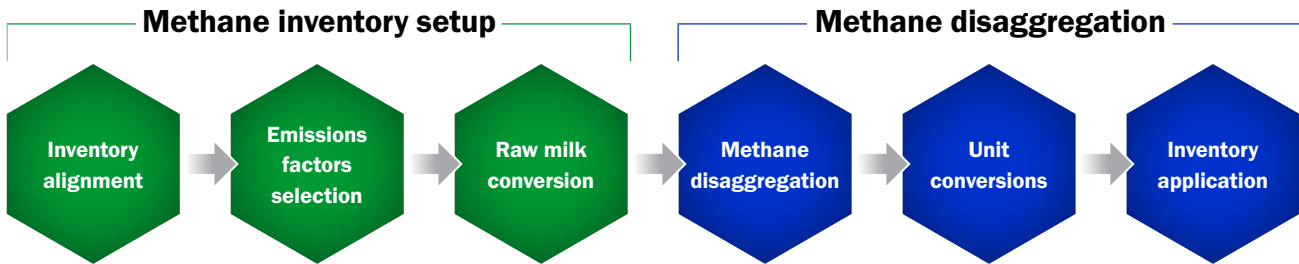 Methane inventory setup
Methane disaggregation
Inventory
alignment
Emissions
factors
selection
Raw milk
conversion
Methane
disaggregation
Unit
conversions
Inventory
application